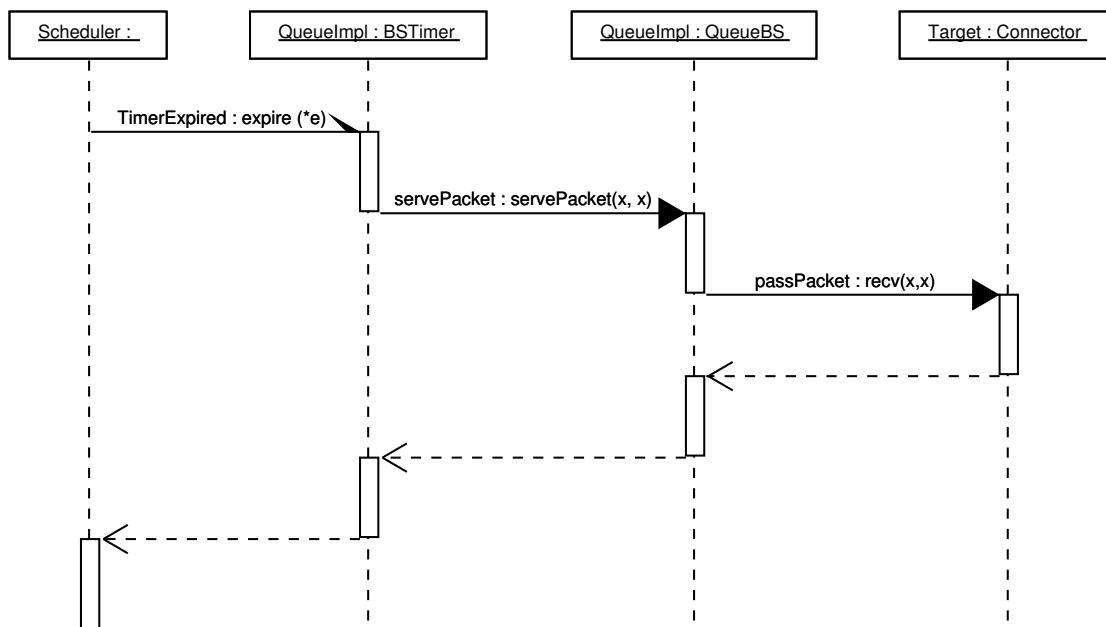 Scheduler :
QueueImpl : BSTimer
QueueImpl : QueueBS
Target : Connector
TimerExpired : expire (*e)
servePacket : servePacket(x, x)
passPacket : recv(x,x)